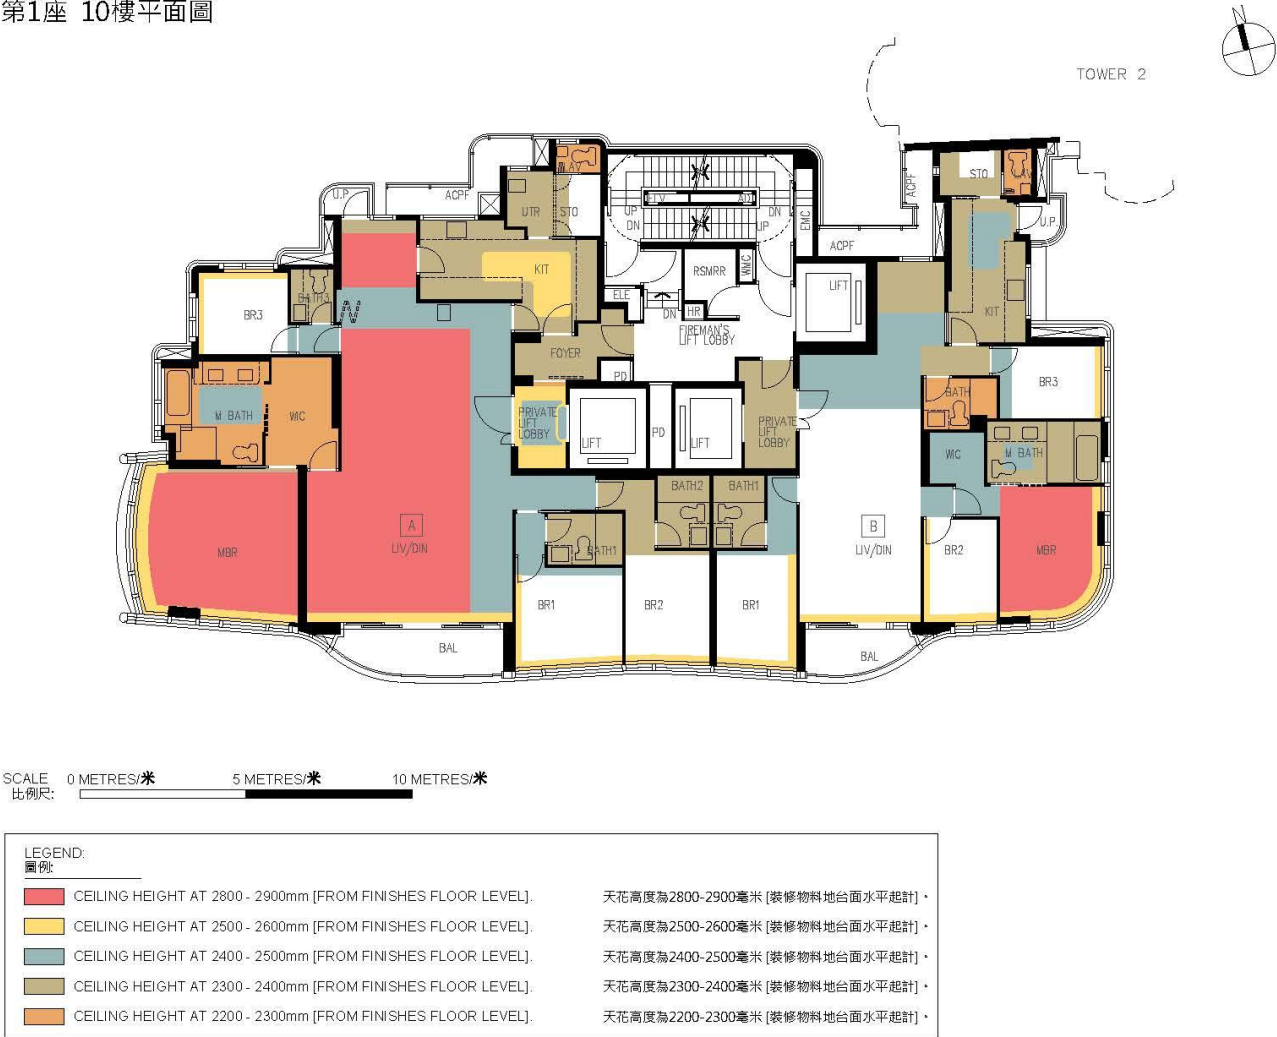 第1座 10樓平面圖
TOWER 2
U.P
ACPF
UTR
STO
LAV
UP
DN
ELV
AD
DN
UP
EMC
ACPF
ACPF
STO
LAV
U.P
BR3
BATH3
KIT
ELE
DN
RSMRR
HR
WMC
LIFT
FIREMAN'S
LIFT LOBBY
KIT
FOYER
PD
BR3
M BATH
WIC
PRIVATE
LIFT
LOBBY
LIFT
PD
LIFT
PRIVATE
LIFT
LOBBY
BATH
WIC
M BATH
MBR
A
LIV/DIN
BATH1
BATH2
BATH1
B
LIV/DIN
BR2
MBR
BR1
BR2
BR1
BAL
BAL
SCALE 0 METRES/米 5 METRES/米 10 METRES/米
比例尺:
LEGEND:
圖例:
CEILING HEIGHT AT 2800 - 2900mm [FROM FINISHES FLOOR LEVEL]. 天花高度為2800-2900毫米 [裝修物料地台面水平起計]。
CEILING HEIGHT AT 2500 - 2600mm [FROM FINISHES FLOOR LEVEL]. 天花高度為2500-2600毫米 [裝修物料地台面水平起計]。
CEILING HEIGHT AT 2400 - 2500mm [FROM FINISHES FLOOR LEVEL]. 天花高度為2400-2500毫米 [裝修物料地台面水平起計]。
CEILING HEIGHT AT 2300 - 2400mm [FROM FINISHES FLOOR LEVEL]. 天花高度為2300-2400毫米 [裝修物料地台面水平起計]。
CEILING HEIGHT AT 2200 - 2300mm [FROM FINISHES FLOOR LEVEL]. 天花高度為2200-2300毫米 [裝修物料地台面水平起計]。